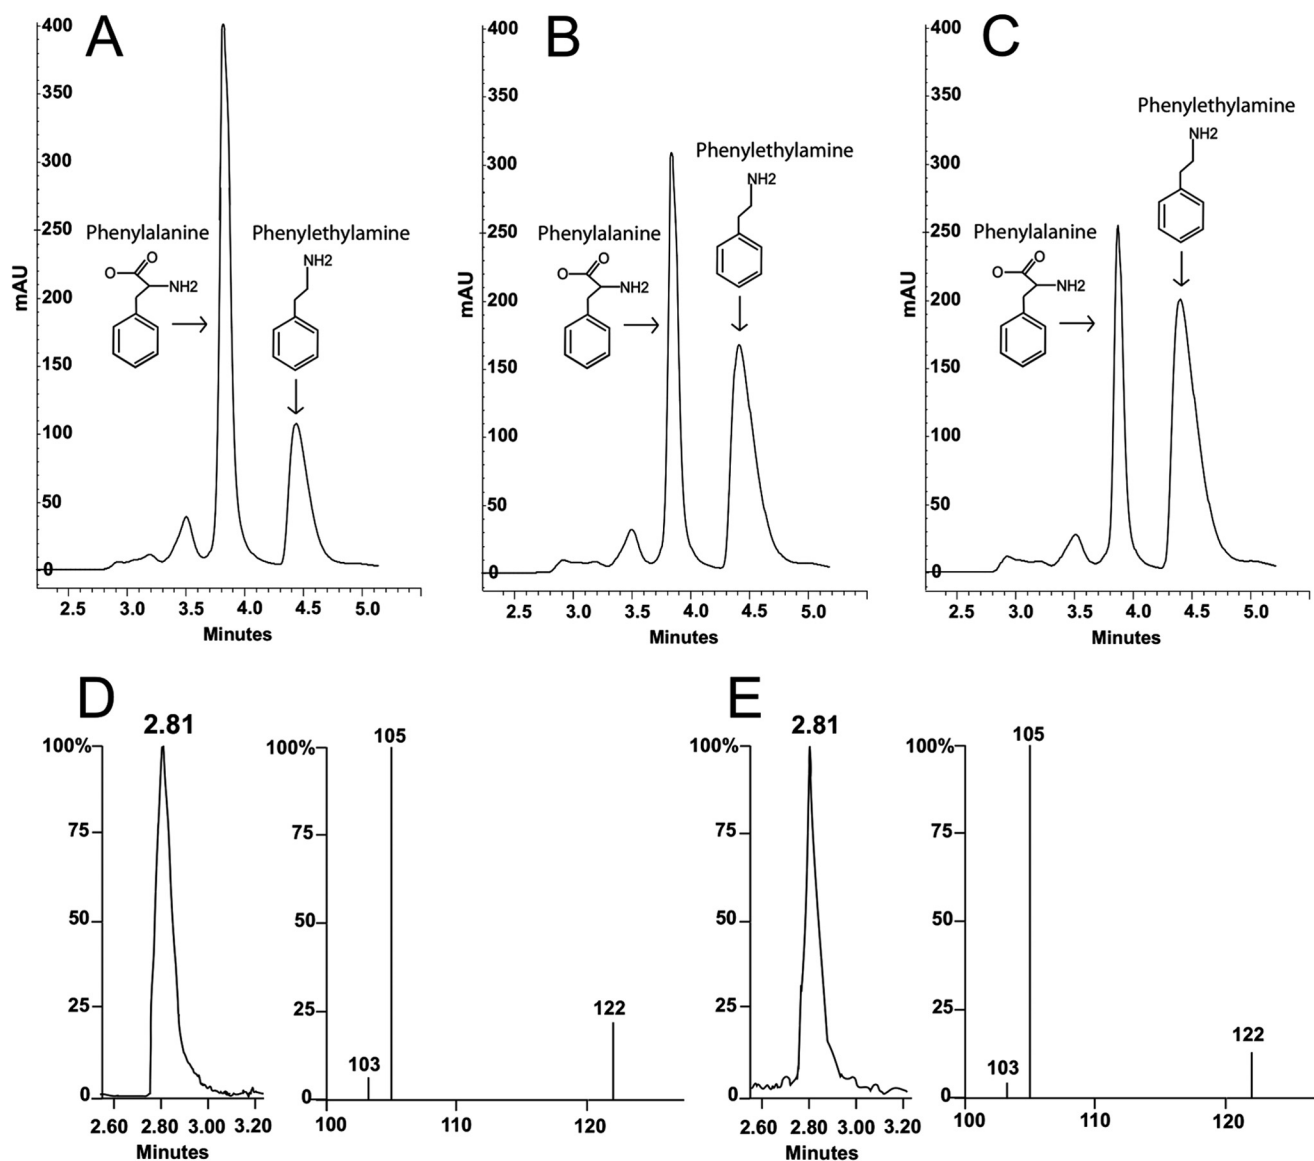 A
400
350
300
250
200
150
100
50
0
mAU
Phenylalanine
O
O
NH2
Phenylethylamine
NH2
2.5 3.0 3.5 4.0 4.5 5.0
Minutes
B
400
350
300
250
200
150
100
50
0
mAU
Phenylalanine
O
O
NH2
Phenylethylamine
NH2
2.5 3.0 3.5 4.0 4.5 5.0
Minutes
C
400
350
300
250
200
150
100
50
0
mAU
Phenylalanine
O
O
NH2
Phenylethylamine
NH2
2.5 3.0 3.5 4.0 4.5 5.0
Minutes
D
2.81
100%
75
50
25
0
2.60 2.80 3.00 3.20
Minutes
100%
75
50
25
0
105
103
122
100 110 120
E
2.81
100%
75
50
25
0
2.60 2.80 3.00 3.20
Minutes
100%
75
50
25
0
105
103
122
100 110 120